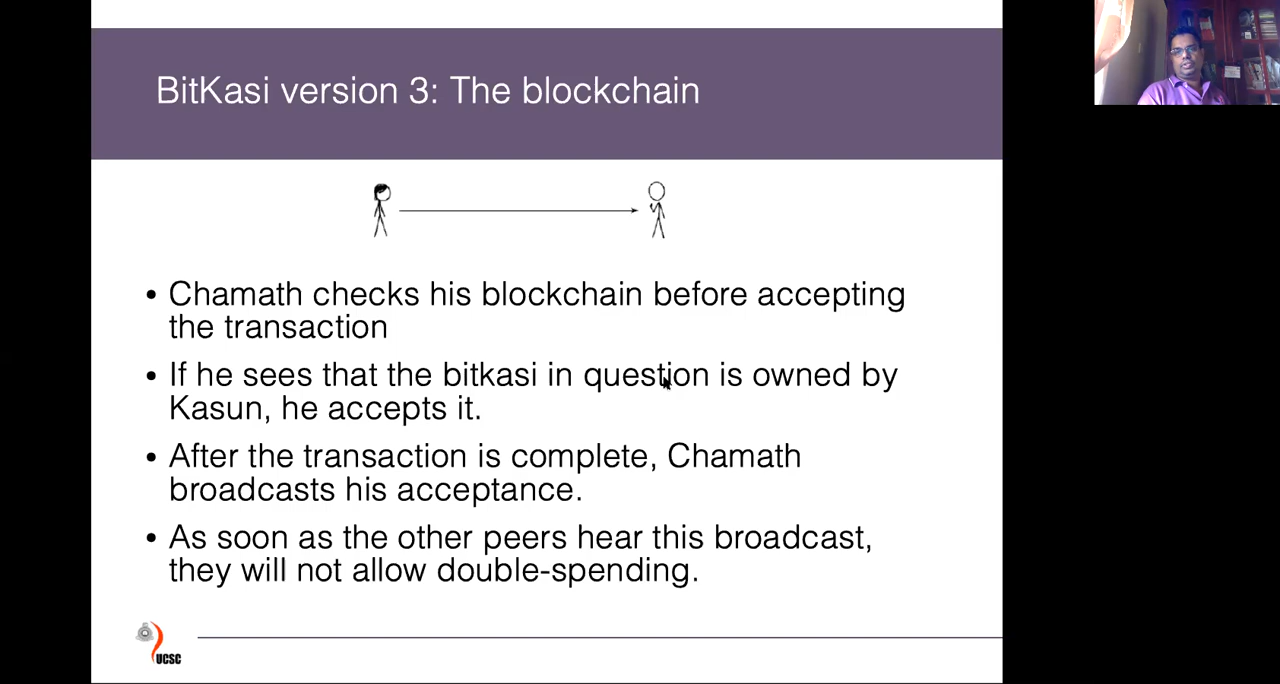 BitKasi version 3: The blockchain
• Chamath checks his blockchain before accepting
the transaction
• If he sees that the bitkasi in question is owned by
Kasun, he accepts it.
• After the transaction is complete, Chamath
broadcasts his acceptance.
• As soon as the other peers hear this broadcast,
they will not allow double-spending.
UCSC